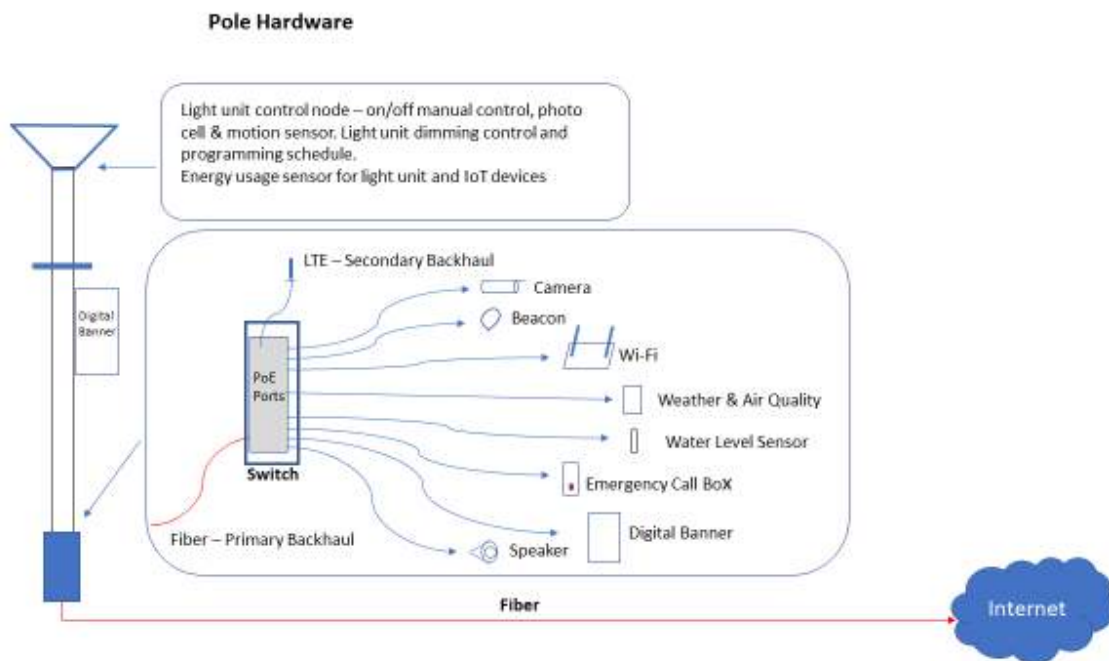 Pole Hardware
Light unit control node – on/off manual control, photo
cell & motion sensor. Light unit dimming control and
programming schedule.
Energy usage sensor for light unit and IoT devices
LTE – Secondary Backhaul
Camera
Beacon
Digital
Banner
Wi-Fi
PoE
Ports
Weather & Air Quality
Water Level Sensor
Switch
Emergency Call BoX
Fiber – Primary Backhaul
Digital Banner
Speaker
Fiber
Internet